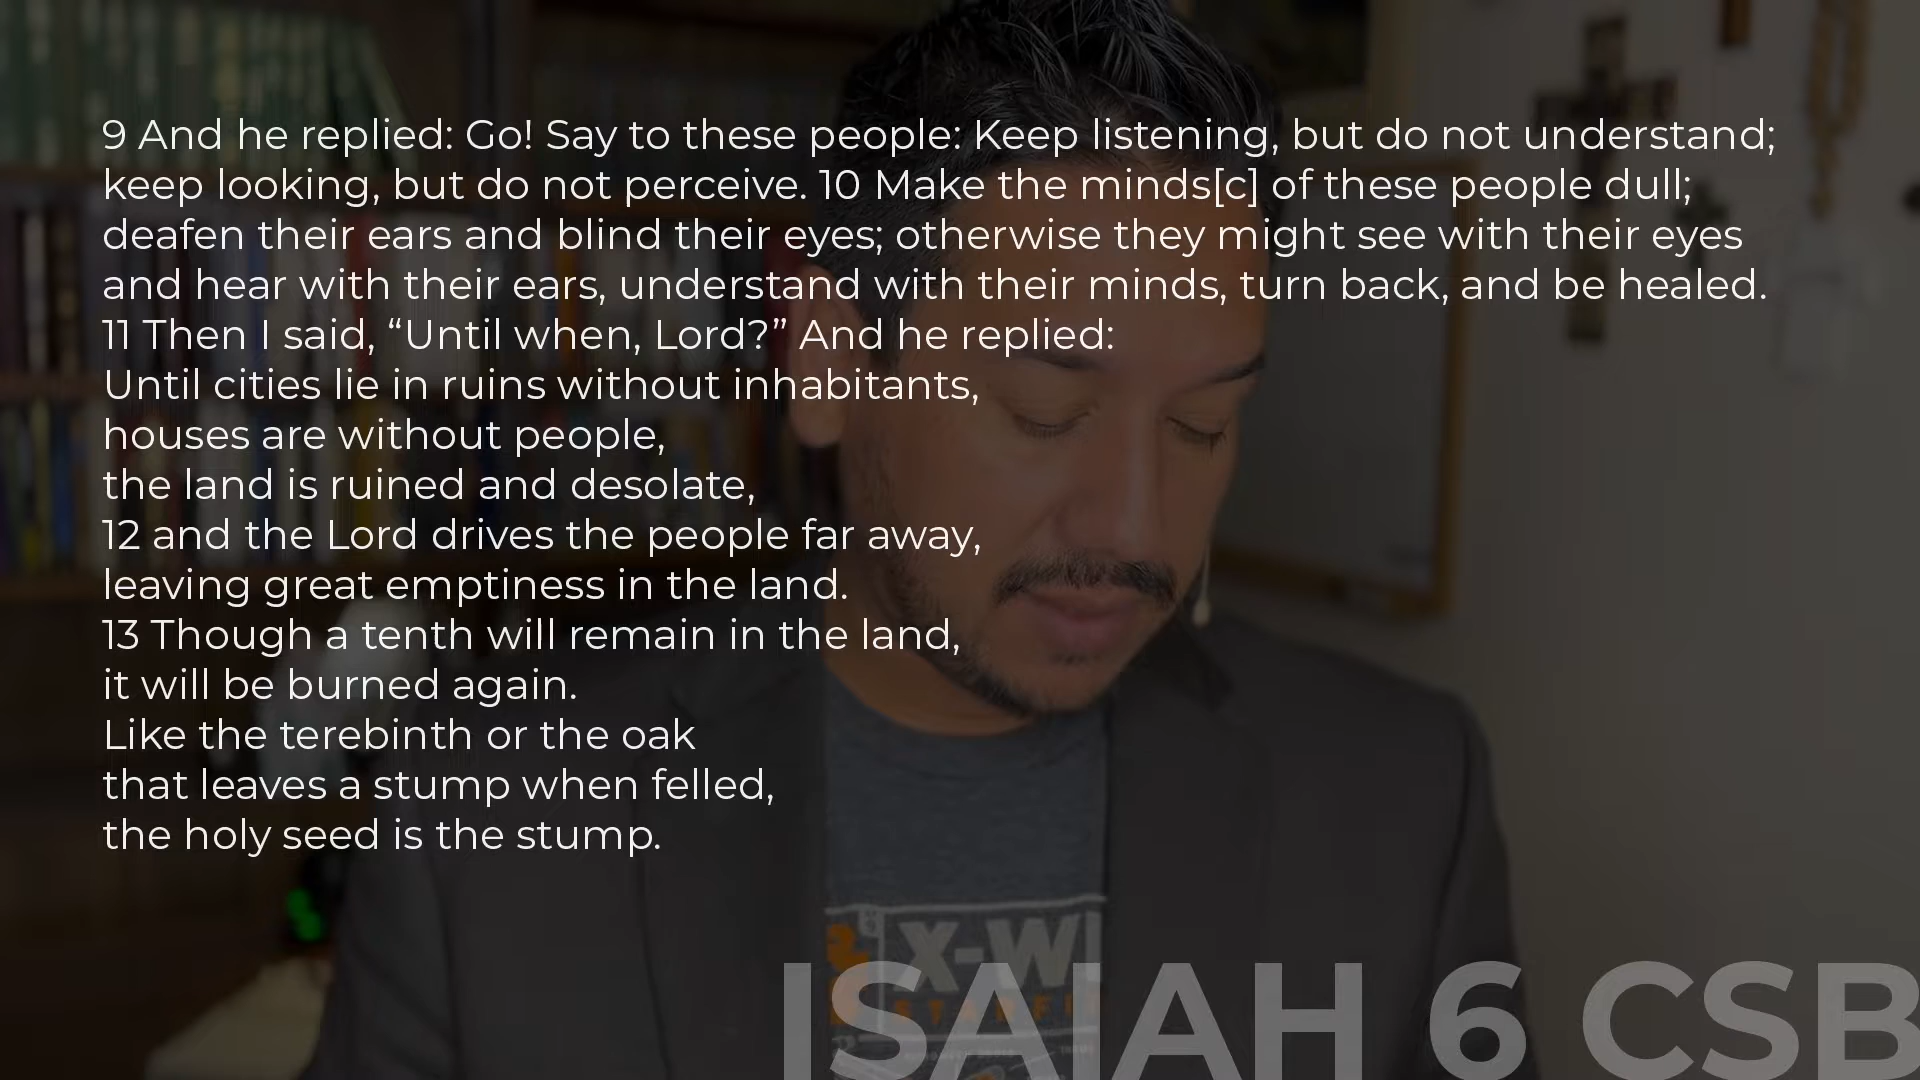 9 And he replied: Go! Say to these people: Keep listening, but do not understand;
keep looking, but do not perceive. 10 Make the minds[c] of these people dull;
deafen their ears and blind their eyes; otherwise they might see with their eyes
and hear with their ears, understand with their minds, turn back, and be healed.
11 Then I said, “Until when, Lord?” And he replied:
Until cities lie in ruins without inhabitants,
houses are without people,
the land is ruined and desolate,
12 and the Lord drives the people far away,
leaving great emptiness in the land.
13 Though a tenth will remain in the land,
it will be burned again.
Like the terebinth or the oak
that leaves a stump when felled,
the holy seed is the stump.
X-WI
STARFI
ISAIAH 6 CSB